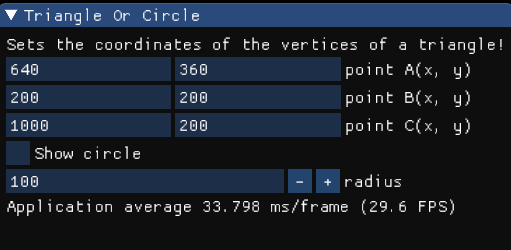 Triangle Or Circle
Sets the coordinates of the vertices of a triangle!
640 360 point A(x, y)
200 200 point B(x, y)
1000 200 point C(x, y)
Show circle
100 - + radius
Application average 33.798 ms/frame (29.6 FPS)